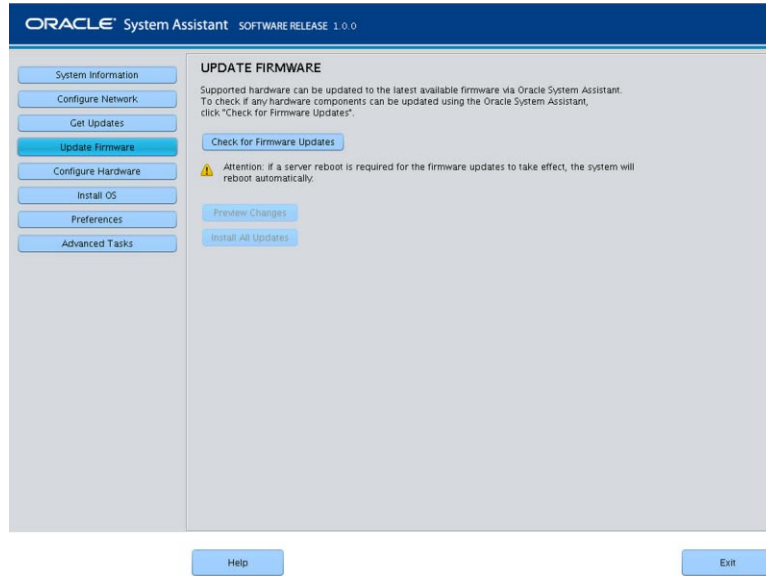 ORACLE System Assistant SOFTWARE RELEASE 1.0.0
System Information
Configure Network
Get Updates
Update Firmware
Configure Hardware
Install OS
Preferences
Advanced Tasks
UPDATE FIRMWARE
Supported hardware can be updated to the latest available firmware via Oracle System Assistant.
To check if any hardware components can be updated using the Oracle System Assistant,
click "Check for Firmware Updates".
Check for Firmware Updates
Attention: if a server reboot is required for the firmware updates to take effect, the system will
reboot automatically.
Preview Changes
Install All Updates
Help
Exit